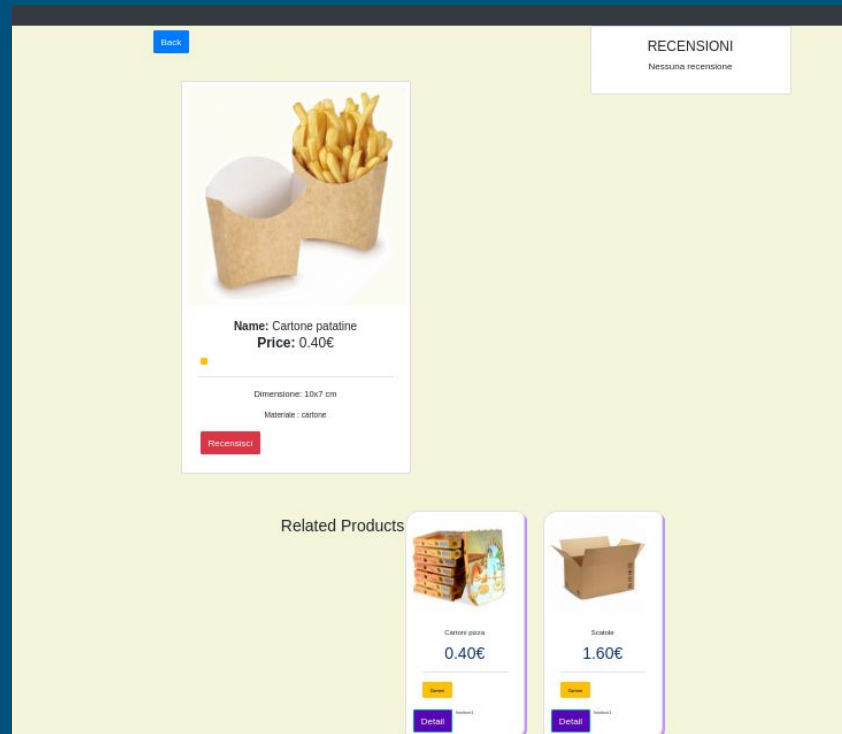 Back
RECENSIONI
Nessuna recensione
Name: Cartone patatine
Price: 0.40€
Dimensione: 10x7 cm
Materiale : cartone
Recensisci
Related Products
Cartoni pizza
0.40€
Detail
Scatole
1.60€
Detail